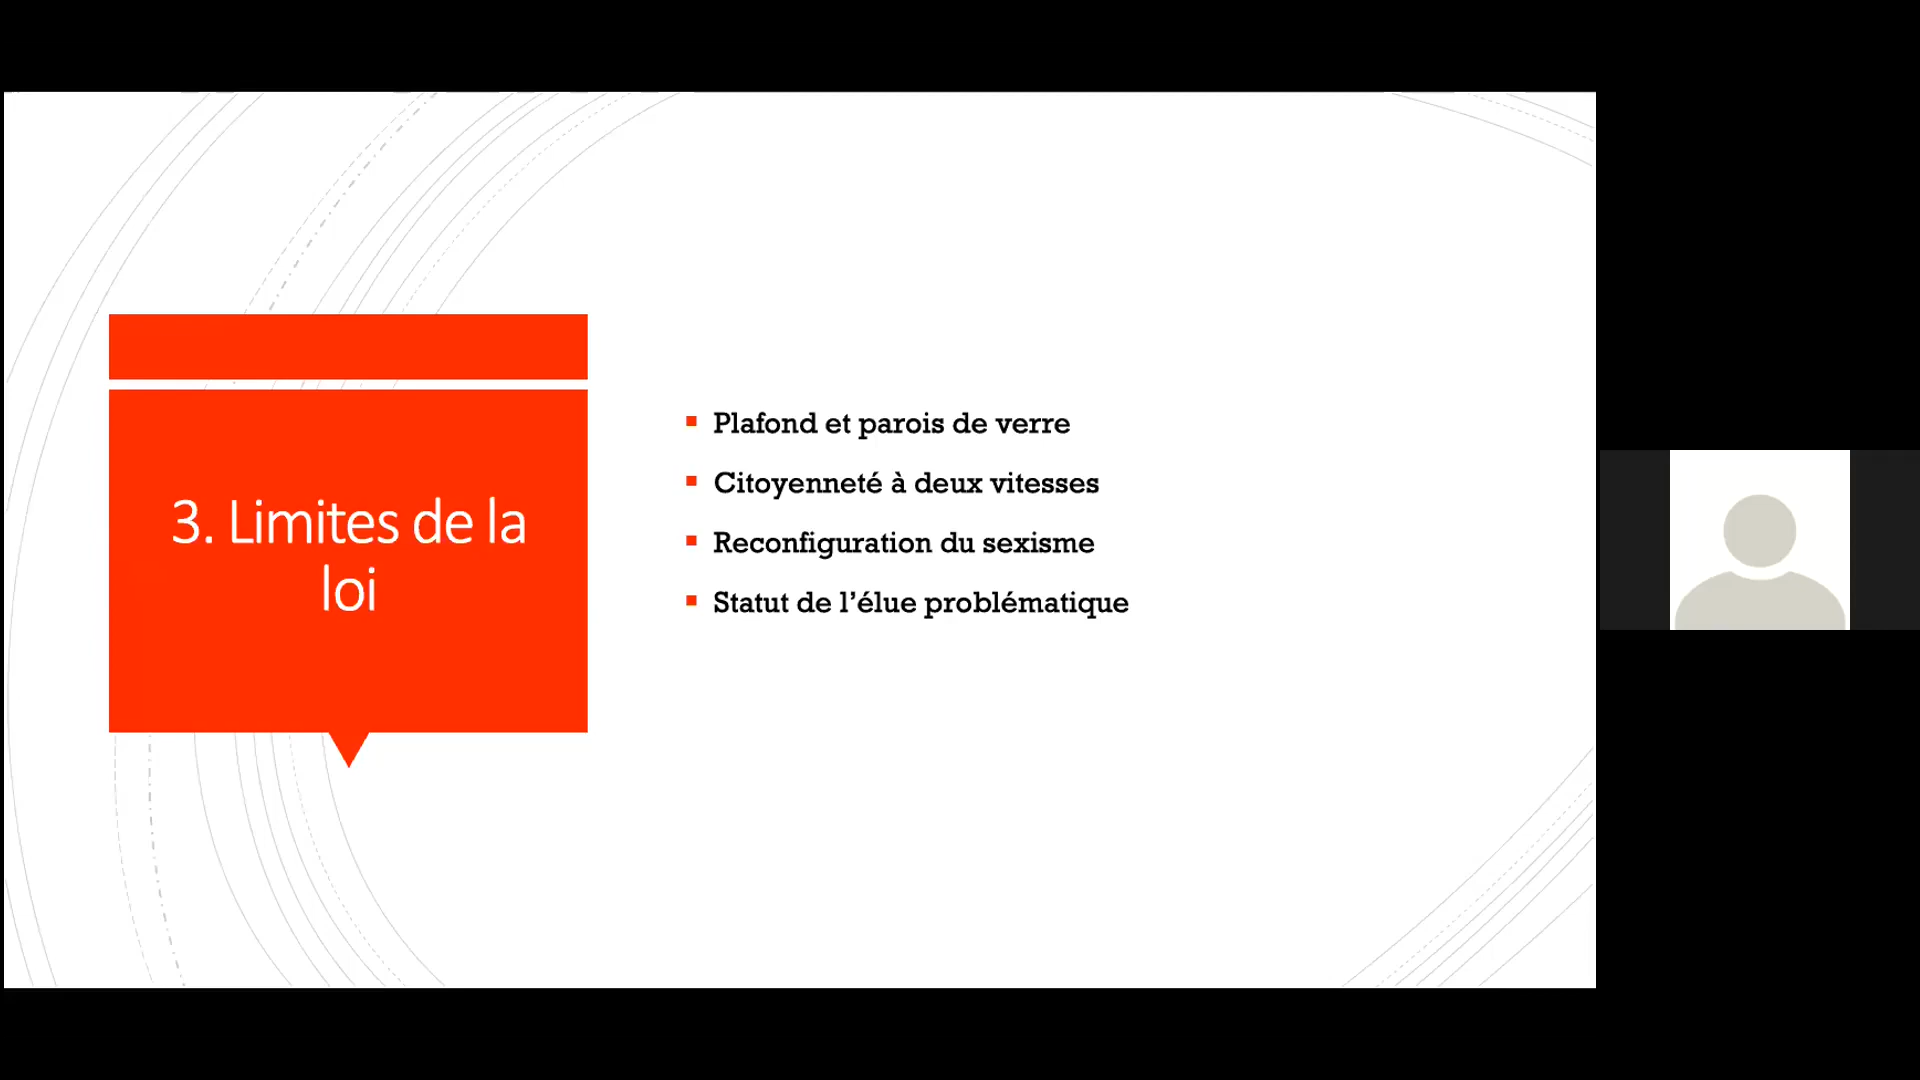 3. Limites de la
loi
Plafond et parois de verre
Citoyenneté à deux vitesses
Reconfiguration du sexisme
Statut de l’élue problématique